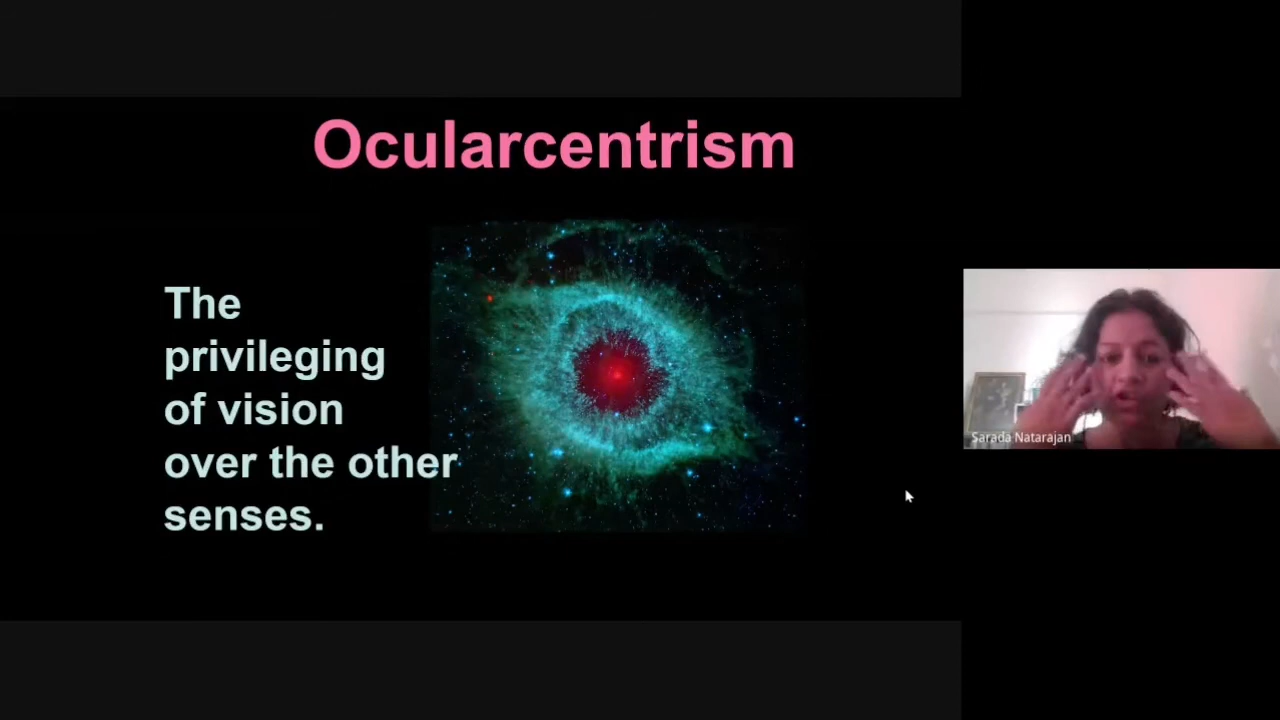 Ocularcentrism
The
privileging
of vision
over the other
senses.
Sarada Natarajan